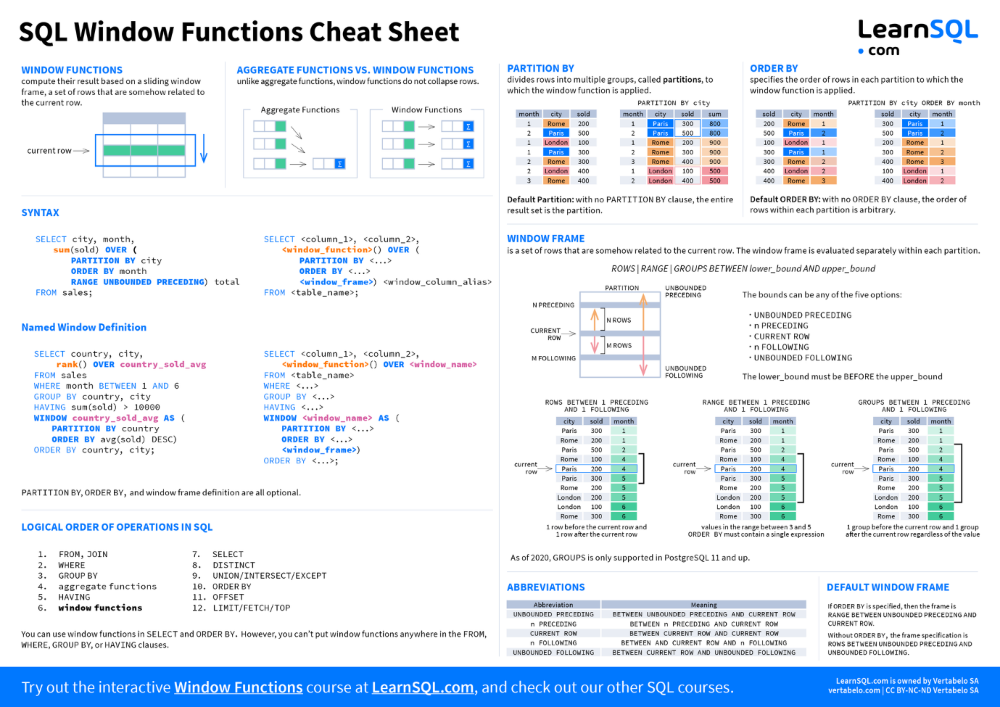 SQL Window Functions Cheat Sheet
LearnSQL
• com
WINDOW FUNCTIONS
compute their result based on a sliding window
frame, a set of rows that are somehow related to
the current row.
current row
AGGREGATE FUNCTIONS VS. WINDOW FUNCTIONS
unlike aggregate functions, window functions do not collapse rows.
Aggregate Functions
∑
Window Functions
∑
∑
∑
SYNTAX
SELECT city, month,
sum(sold) OVER (
PARTITION BY city
ORDER BY month
RANGE UNBOUNDED PRECEDING) total
FROM sales;
SELECT <column_1>, <column_2>,
<window_function>() OVER (
PARTITION BY <...>
ORDER BY <...>
<window_frame>) <window_column_alias>
FROM <table_name>;
Named Window Definition
SELECT country, city,
rank() OVER country_sold_avg
FROM sales
WHERE month BETWEEN 1 AND 6
GROUP BY country, city
HAVING sum(sold) > 10000
WINDOW country_sold_avg AS (
PARTITION BY country
ORDER BY avg(sold) DESC)
ORDER BY country, city;
SELECT <column_1>, <column_2>,
<window_function>() OVER <window_name>
FROM <table_name>
WHERE <...>
GROUP BY <...>
HAVING <...>
WINDOW <window_name> AS (
PARTITION BY <...>
ORDER BY <...>
<window_frame>)
ORDER BY <...>;
PARTITION BY, ORDER BY, and window frame definition are all optional.
LOGICAL ORDER OF OPERATIONS IN SQL
1. FROM, JOIN
2. WHERE
3. GROUP BY
4. aggregate functions
5. HAVING
6. window functions
7. SELECT
8. DISTINCT
9. UNION/INTERSECT/EXCEPT
10. ORDER BY
11. OFFSET
12. LIMIT/FETCH/TOP
You can use window functions in SELECT and ORDER BY. However, you can't put window functions anywhere in the FROM,
WHERE, GROUP BY, or HAVING clauses.
PARTITION BY
divides rows into multiple groups, called partitions, to
which the window function is applied.
month city sold
1 Rome 200
2 Paris 500
1 London 100
1 Paris 300
2 Rome 300
2 London 400
3 Rome 400
PARTITION BY city
month city sold sum
1 Paris 300 800
2 Paris 500 800
1 Rome 200 900
2 Rome 300 900
3 Rome 400 900
1 London 100 500
2 London 400 500
Default Partition: with no PARTITION BY clause, the entire
result set is the partition.
ORDER BY
specifies the order of rows in each partition to which the
window function is applied.
sold city month
200 Rome 1
500 Paris 2
100 London 1
300 Paris 1
300 Rome 2
400 London 2
400 Rome 3
PARTITION BY city ORDER BY month
sold city month
300 Paris 1
500 Paris 2
200 Rome 1
300 Rome 2
400 Rome 3
100 London 1
400 London 2
Default ORDER BY: with no ORDER BY clause, the order of
rows within each partition is arbitrary.
WINDOW FRAME
is a set of rows that are somehow related to the current row. The window frame is evaluated separately within each partition.
ROWS | RANGE | GROUPS BETWEEN lower_bound AND upper_bound
PARTITION
UNBOUNDED
PRECEDING
N PRECEDING
N ROWS
CURRENT
ROW
M ROWS
M FOLLOWING
UNBOUNDED
FOLLOWING
The bounds can be any of the five options:
· UNBOUNDED PRECEDING
· n PRECEDING
· CURRENT ROW
· n FOLLOWING
· UNBOUNDED FOLLOWING
The lower_bound must be BEFORE the upper_bound
ROWS BETWEEN 1 PRECEDING
AND 1 FOLLOWING
city sold month
Paris 300 1
Rome 200 1
Paris 500 2
Rome 100 4
current
row
Paris 200 4
Paris 300 5
Rome 200 5
London 200 5
London 100 6
Rome 300 6
1 row before the current row and
1 row after the current row
RANGE BETWEEN 1 PRECEDING
AND 1 FOLLOWING
city sold month
Paris 300 1
Rome 200 1
Paris 500 2
Rome 100 4
current
row
Paris 200 4
Paris 300 5
Rome 200 5
London 200 5
London 100 6
Rome 300 6
values in the range between 3 and 5
ORDER BY must contain a single expression
GROUPS BETWEEN 1 PRECEDING
AND 1 FOLLOWING
city sold month
Paris 300 1
Rome 200 1
Paris 500 2
Rome 100 4
current
row
Paris 200 4
Paris 300 5
Rome 200 5
London 200 5
London 100 6
Rome 300 6
1 group before the current row and 1 group
after the current row regardless of the value
As of 2020, GROUPS is only supported in PostgreSQL 11 and up.
ABBREVIATIONS
Abbreviation Meaning
UNBOUNDED PRECEDING BETWEEN UNBOUNDED PRECEDING AND CURRENT ROW
n PRECEDING BETWEEN n PRECEDING AND CURRENT ROW
CURRENT ROW BETWEEN CURRENT ROW AND CURRENT ROW
n FOLLOWING BETWEEN AND CURRENT ROW AND n FOLLOWING
UNBOUNDED FOLLOWING BETWEEN CURRENT ROW AND UNBOUNDED FOLLOWING
DEFAULT WINDOW FRAME
If ORDER BY is specified, then the frame is
RANGE BETWEEN UNBOUNDED PRECEDING AND
CURRENT ROW.
Without ORDER BY, the frame specification is
ROWS BETWEEN UNBOUNDED PRECEDING AND
UNBOUNDED FOLLOWING.
Try out the interactive Window Functions course at LearnSQL.com, and check out our other SQL courses.
LearnSQL.com is owned by Vertabelo SA
vertabelo.com | CC BY-NC-ND Vertabelo SA